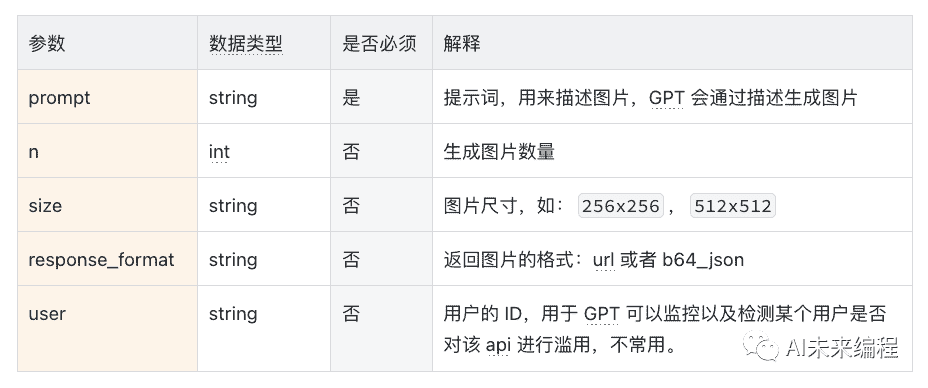 参数 数据类型 是否必须 解释
prompt string 是 提示词，用来描述图片，GPT 会通过描述生成图片
n int 否 生成图片数量
size string 否 图片尺寸，如： 256x256 ， 512x512
response_format string 否 返回图片的格式：url 或者 b64_json
user string 否 用户的 ID，用于 GPT 可以监控以及检测某个用户是否
对该 api 进行滥用，不常用。
AI未来编程